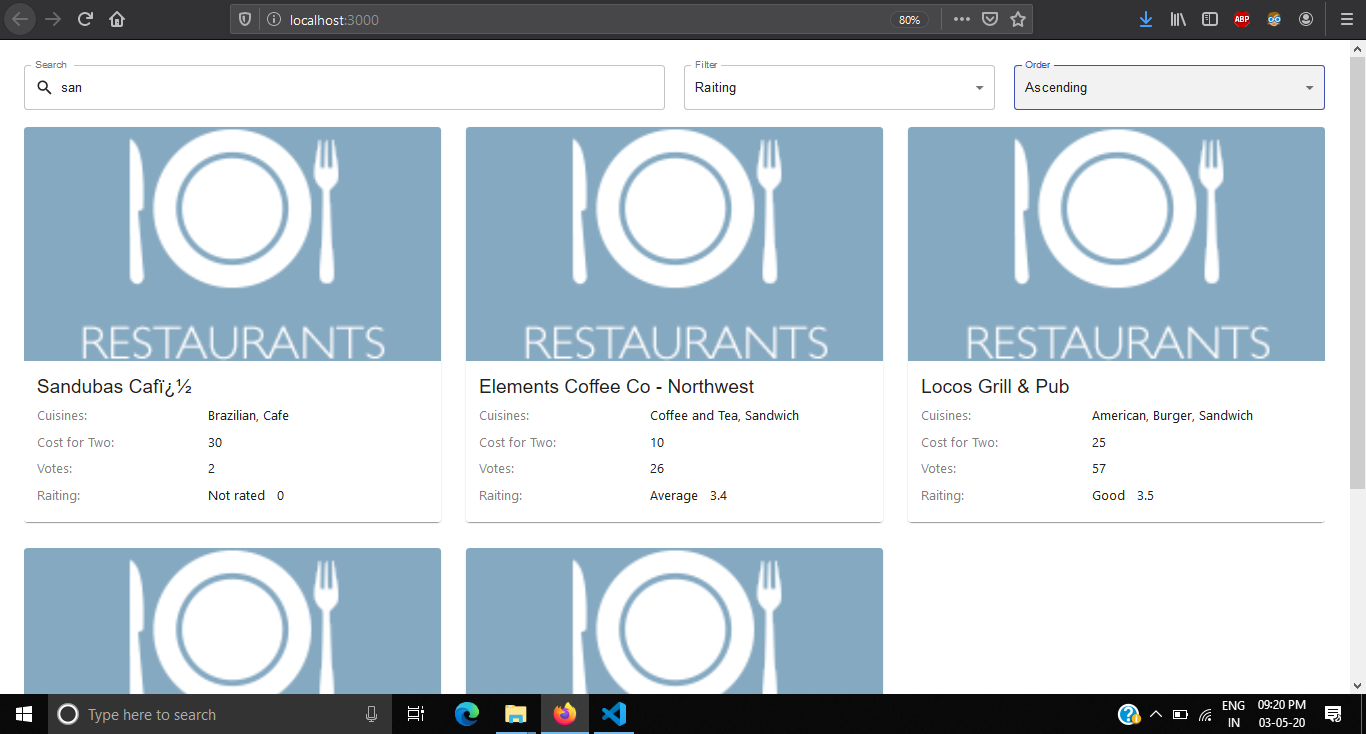 localhost:3000
80%
ABP
Search
san
Filter
Raiting
Order
Ascending
RESTAURANTS
RESTAURANTS
RESTAURANTS
Sandubas Cafï¿½
Cuisines: Brazilian, Cafe
Cost for Two: 30
Votes: 2
Raiting: Not rated 0
Elements Coffee Co - Northwest
Cuisines: Coffee and Tea, Sandwich
Cost for Two: 10
Votes: 26
Raiting: Average 3.4
Locos Grill & Pub
Cuisines: American, Burger, Sandwich
Cost for Two: 25
Votes: 57
Raiting: Good 3.5
Type here to search
ENG
IN
09:20 PM
03-05-20